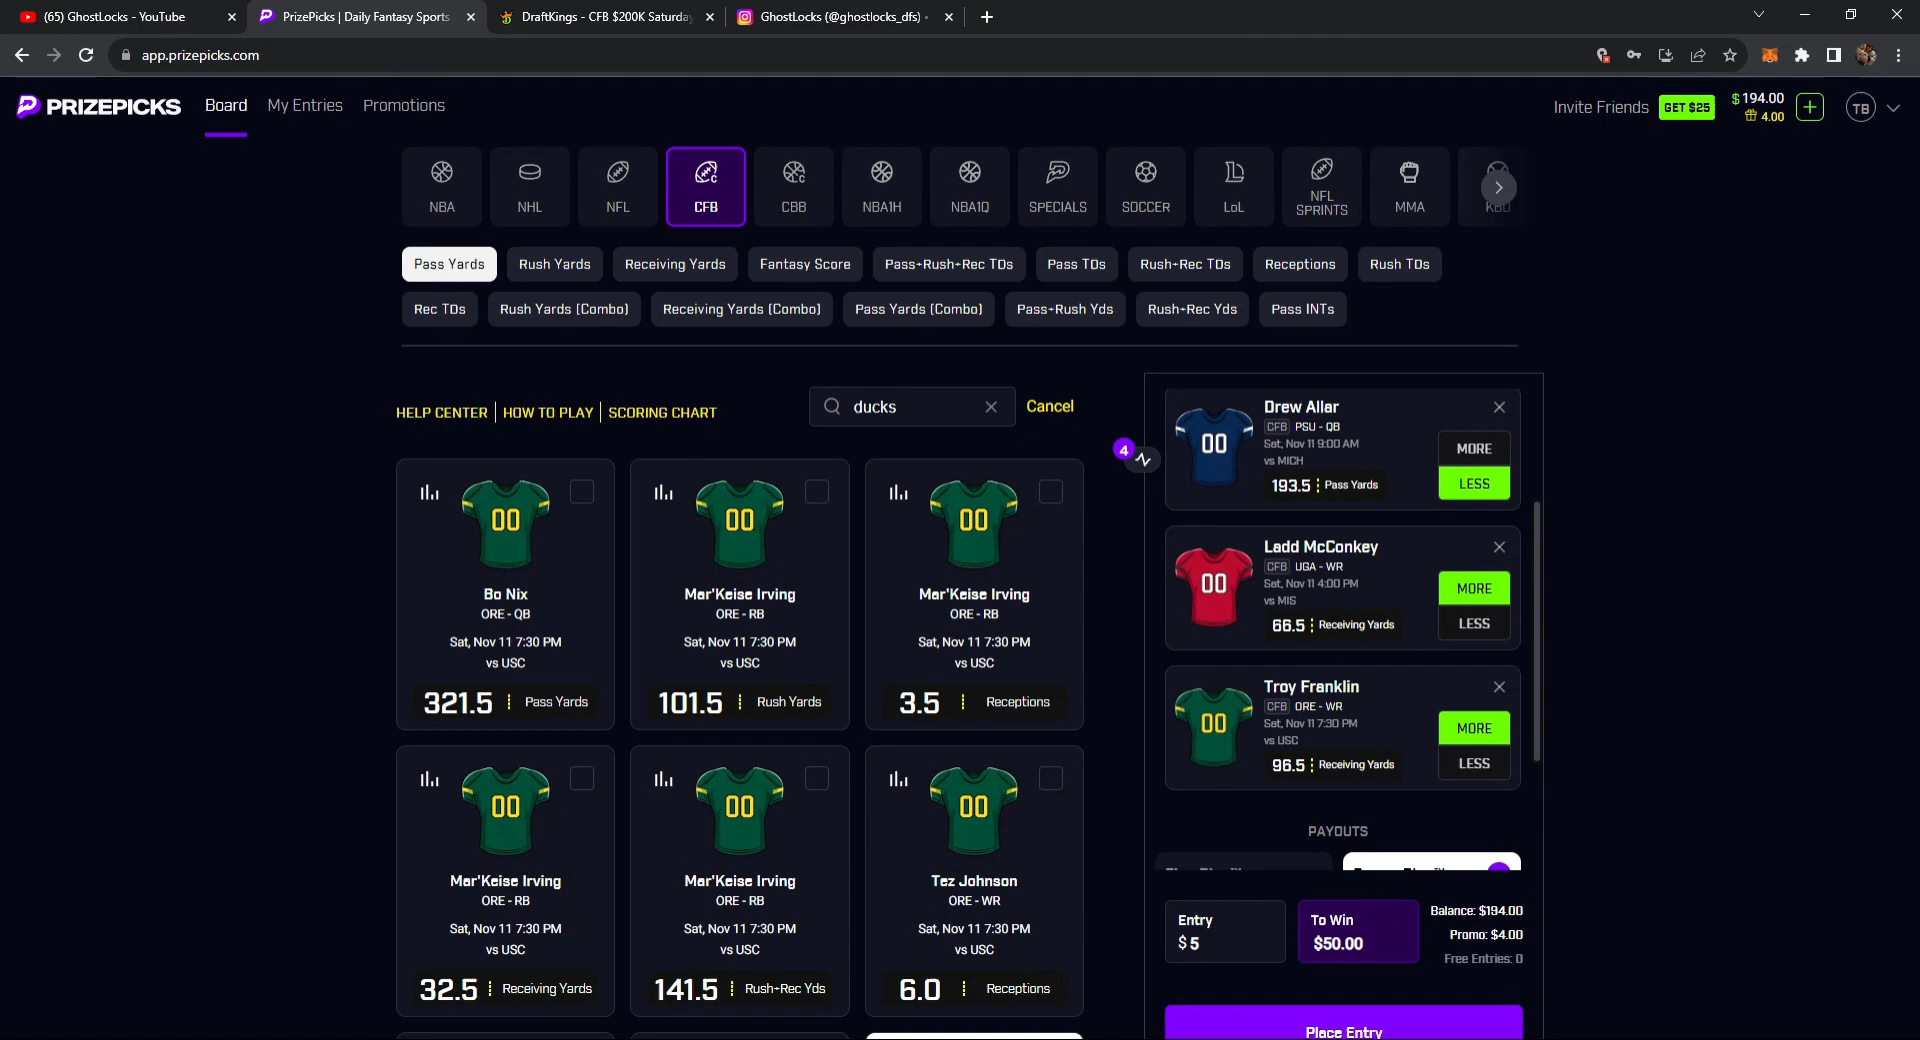 (65) GhostLocks - YouTube
PrizePicks | Daily Fantasy Sports
DraftKings - CFB $200K Saturday
GhostLocks (@ghostlocks_dfs) •
app.prizepicks.com
PRIZEPICKS
Board
My Entries
Promotions
Invite Friends
GET $25
$ 194.00
4.00
TB
NBA
NHL
NFL
C
CFB
C
CBB
NBA1H
NBA1Q
SPECIALS
SOCCER
LoL
NFL
SPRINTS
MMA
KBO
Pass Yards
Rush Yards
Receiving Yards
Fantasy Score
Pass+Rush+Rec TDs
Pass TDs
Rush+Rec TDs
Receptions
Rush TDs
Rec TDs
Rush Yards (Combo)
Receiving Yards (Combo)
Pass Yards (Combo)
Pass+Rush Yds
Rush+Rec Yds
Pass INTs
HELP CENTER
HOW TO PLAY
SCORING CHART
ducks
Cancel
00
Bo Nix
ORE - QB
Sat, Nov 11 7:30 PM
vs USC
321.5
Pass Yards
00
Mar'Keise Irving
ORE - RB
Sat, Nov 11 7:30 PM
vs USC
101.5
Rush Yards
00
Mar'Keise Irving
ORE - RB
Sat, Nov 11 7:30 PM
vs USC
3.5
Receptions
00
Mar'Keise Irving
ORE - RB
Sat, Nov 11 7:30 PM
vs USC
32.5
Receiving Yards
00
Mar'Keise Irving
ORE - RB
Sat, Nov 11 7:30 PM
vs USC
141.5
Rush+Rec Yds
00
Tez Johnson
ORE - WR
Sat, Nov 11 7:30 PM
vs USC
6.0
Receptions
4
00
Drew Allar
CFB PSU - QB
Sat, Nov 11 9:00 AM
vs MICH
193.5 Pass Yards
MORE
LESS
00
Ladd McConkey
CFB UGA - WR
Sat, Nov 11 4:00 PM
vs MIS
66.5 Receiving Yards
MORE
LESS
00
Troy Franklin
CFB ORE - WR
Sat, Nov 11 7:30 PM
vs USC
96.5 Receiving Yards
MORE
LESS
PAYOUTS
Entry
$ 5
To Win
$50.00
Balance: $194.00
Promo: $4.00
Free Entries: 0
Place Entry